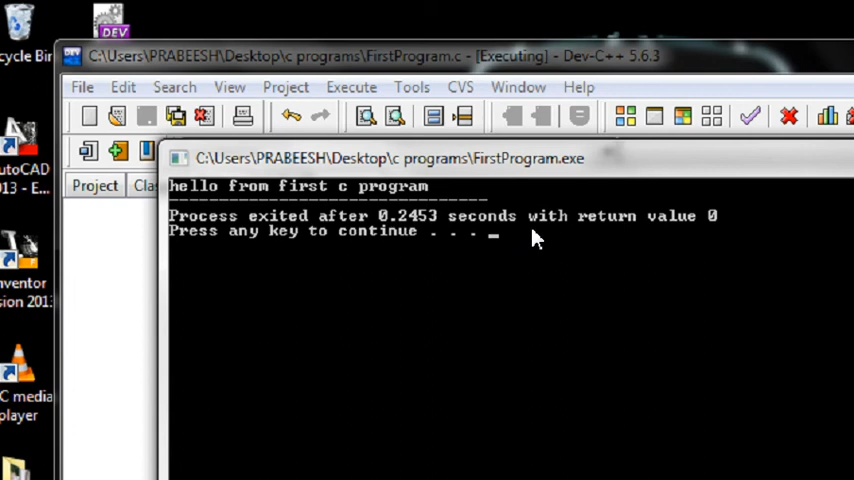 cycle Bin
DEV
C:\Users\PRABEESH\Desktop\c programs\FirstProgram.c - [Executing] - Dev-C++ 5.6.3
File Edit Search View Project Execute Tools CVS Window Help
C:\Users\PRABEESH\Desktop\c programs\FirstProgram.exe
Project Clas
hello from first c program
--------------------------------
Process exited after 0.2453 seconds with return value 0
Press any key to continue . . . _
utoCAD
013 - E...
nventor
sion 2013
C media
player